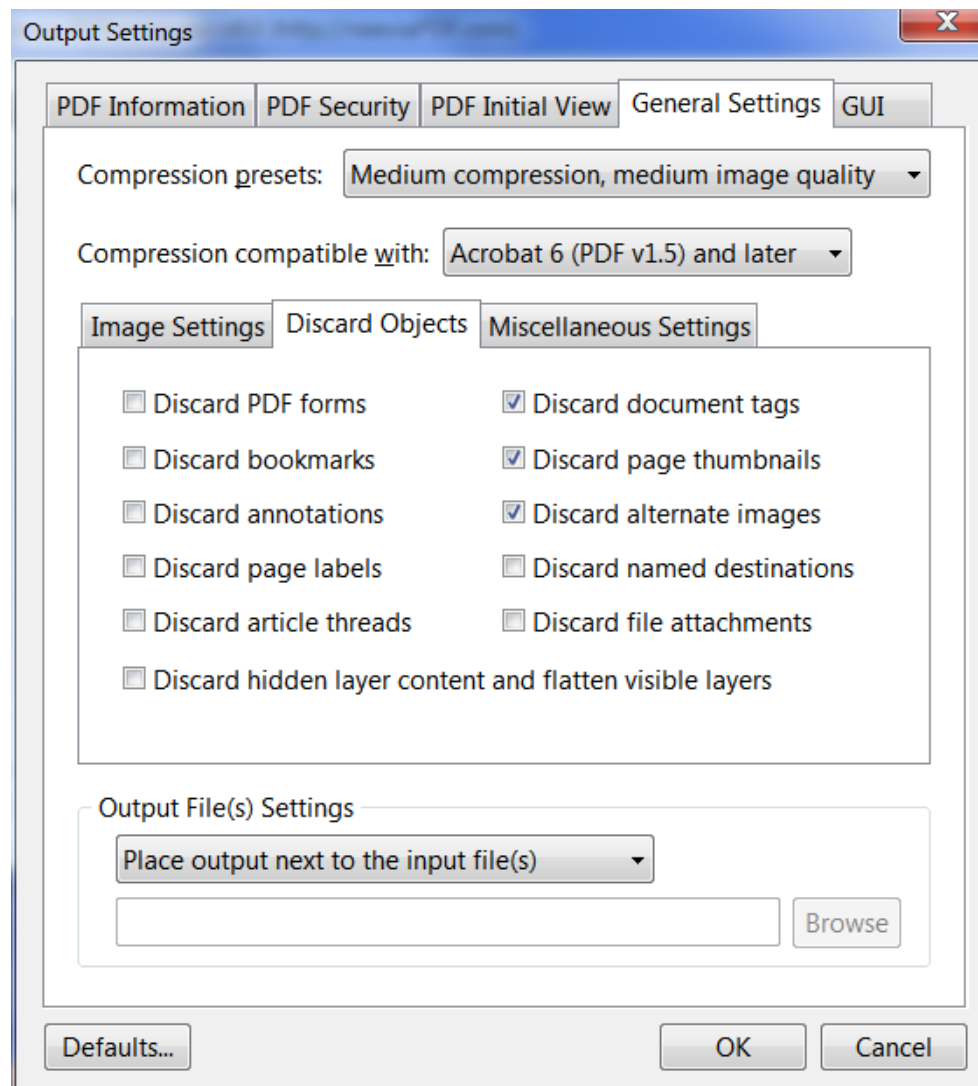 Output Settings
X
PDF Information PDF Security PDF Initial View General Settings GUI
Compression presets: Medium compression, medium image quality
Compression compatible with: Acrobat 6 (PDF v1.5) and later
Image Settings Discard Objects Miscellaneous Settings
Discard PDF forms Discard document tags
Discard bookmarks Discard page thumbnails
Discard annotations Discard alternate images
Discard page labels Discard named destinations
Discard article threads Discard file attachments
Discard hidden layer content and flatten visible layers
Output File(s) Settings
Place output next to the input file(s)
Browse
Defaults... OK Cancel